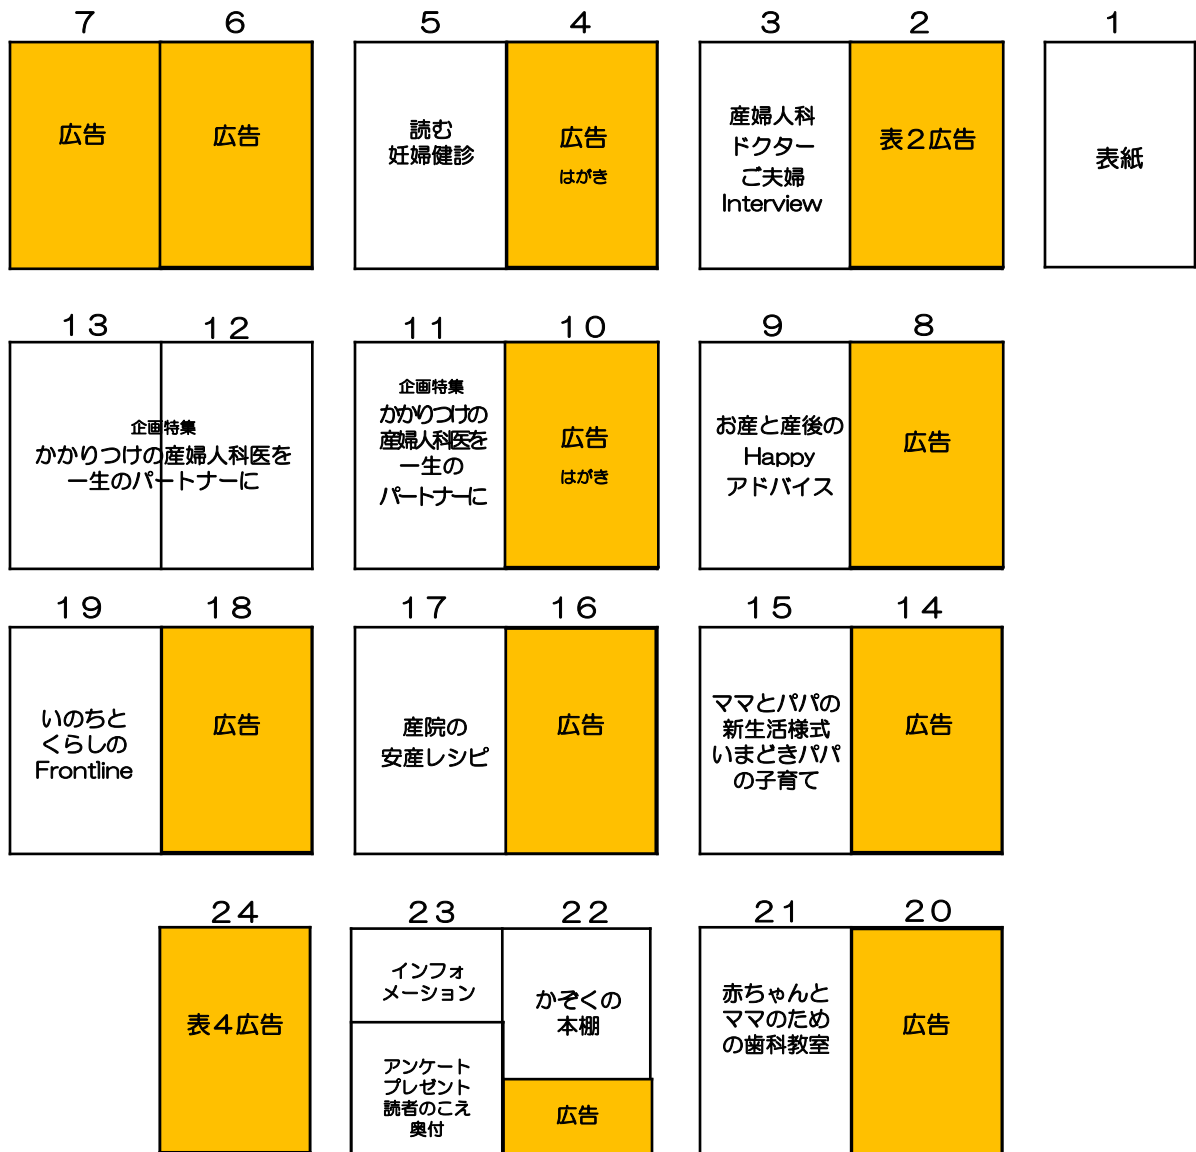 7
6
5
4
3
2
1
広告
広告
読む
妊婦健診
広告
はがき
産婦人科
ドクター
ご夫婦
Interview
表２広告
表紙
13
12
11
10
9
8
企画特集
かかりつけの産婦人科医を
一生のパートナーに
企画特集
かかりつけの
産婦人科医を
一生の
パートナーに
広告
はがき
お産と産後の
Happy
アドバイス
広告
19
18
17
16
15
14
いのちと
くらしの
Frontline
広告
産院の
安産レシピ
広告
ママとパパの
新生活様式
いまどきパパ
の子育て
広告
24
23
22
21
20
表４広告
インフォ
メーション
アンケート
プレゼント
読者のこえ
奥付
かぞくの
本棚
広告
赤ちゃんと
ママのため
の歯科教室
広告